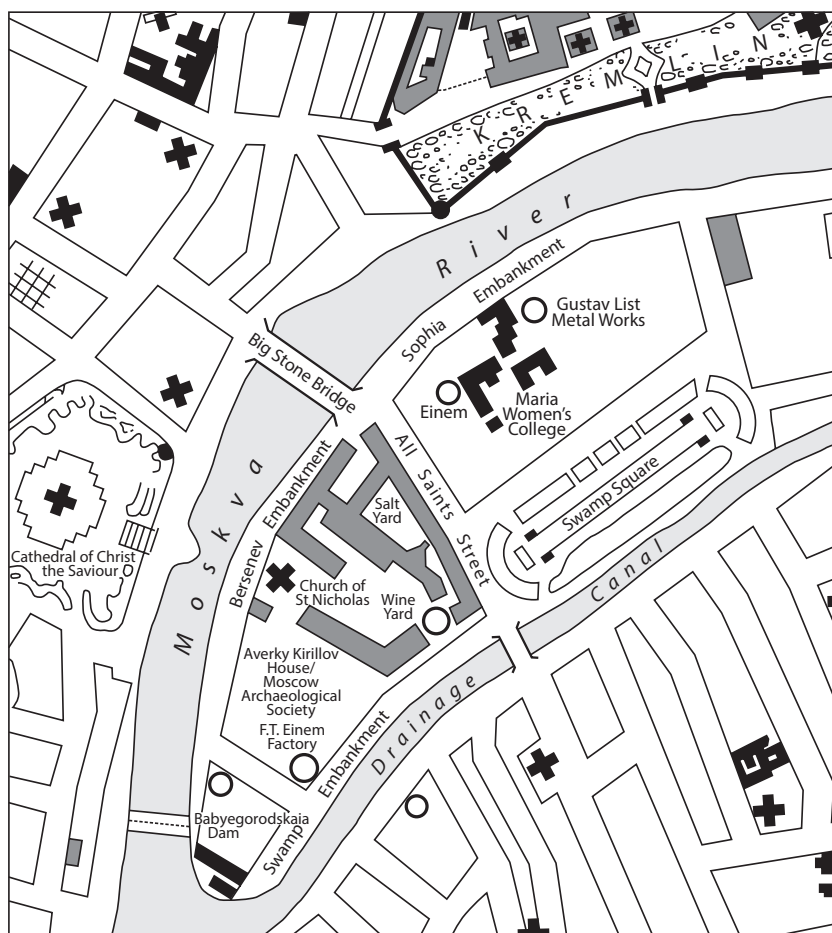 KREMLIN
River
Moskva
Embankment
Sophia
Gustav List
Metal Works
Big Stone Bridge
Einem
Maria
Women's
College
All Saints Street
Swamp Square
Embankment
Bersenev
Salt
Yard
Cathedral of Christ
the Saviour
Church of
St Nicholas
Wine
Yard
Canal
Drainage
Averky Kirillov
House/
Moscow
Archaeological
Society
F.T. Einem
Factory
Embankment
Swamp
Babyegorodskaia
Dam